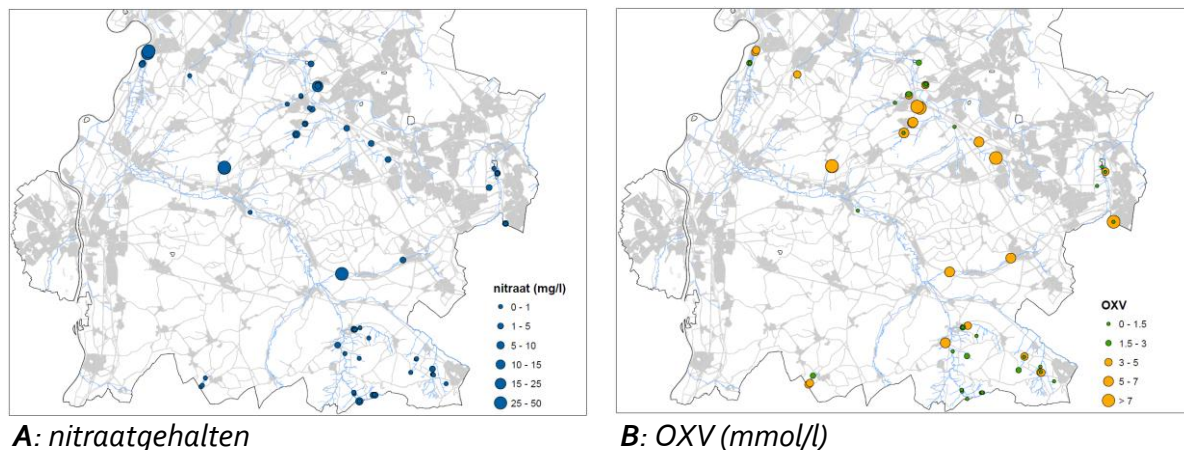 nitraat (mg/l)
0 - 1
1 - 5
5 - 10
10 - 15
15 - 25
25 - 50
OXV
0 - 1.5
1.5 - 3
3 - 5
5 - 7
> 7
A: nitraatgehalten
B: OXV (mmol/l)